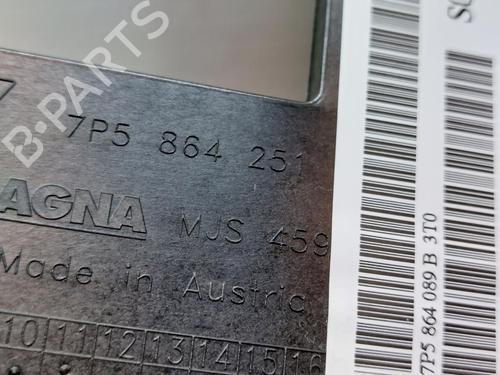 B-PARTS
7P5 864 251
AGNA
MJS 459
Made in Austri
10 11 12 13 14 15 16
7P5 864 089 B 3T0